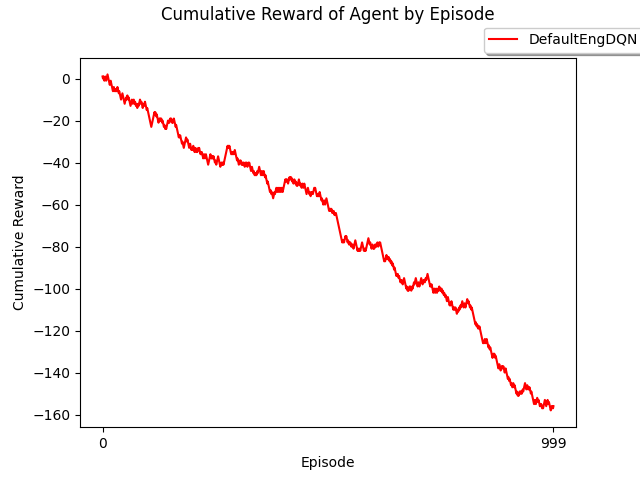 Cumulative Reward of Agent by Episode
DefaultEngDQN
0
−20
−40
−60
−80
−100
−120
−140
−160
Cumulative Reward
0
999
Episode